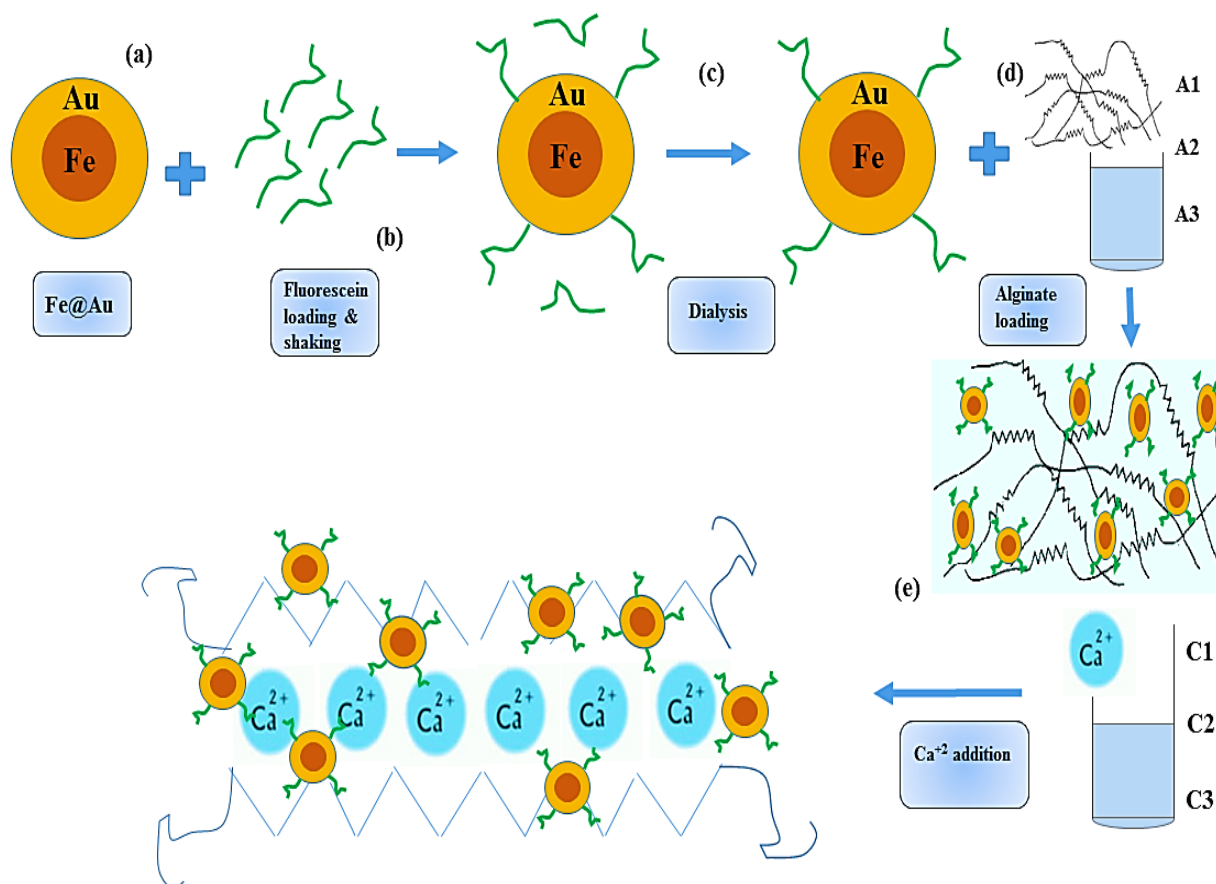 (a)
Au
Fe
Fe@Au
(b)
Fluorescein
loading &
shaking
Au
Fe
(c)
Dialysis
Au
Fe
(d)
A1
A2
A3
Alginate
loading
(e)
Ca2+
C1
C2
C3
Ca+2 addition
Ca2+
Ca2+
Ca2+
Ca2+
Ca2+
Ca2+